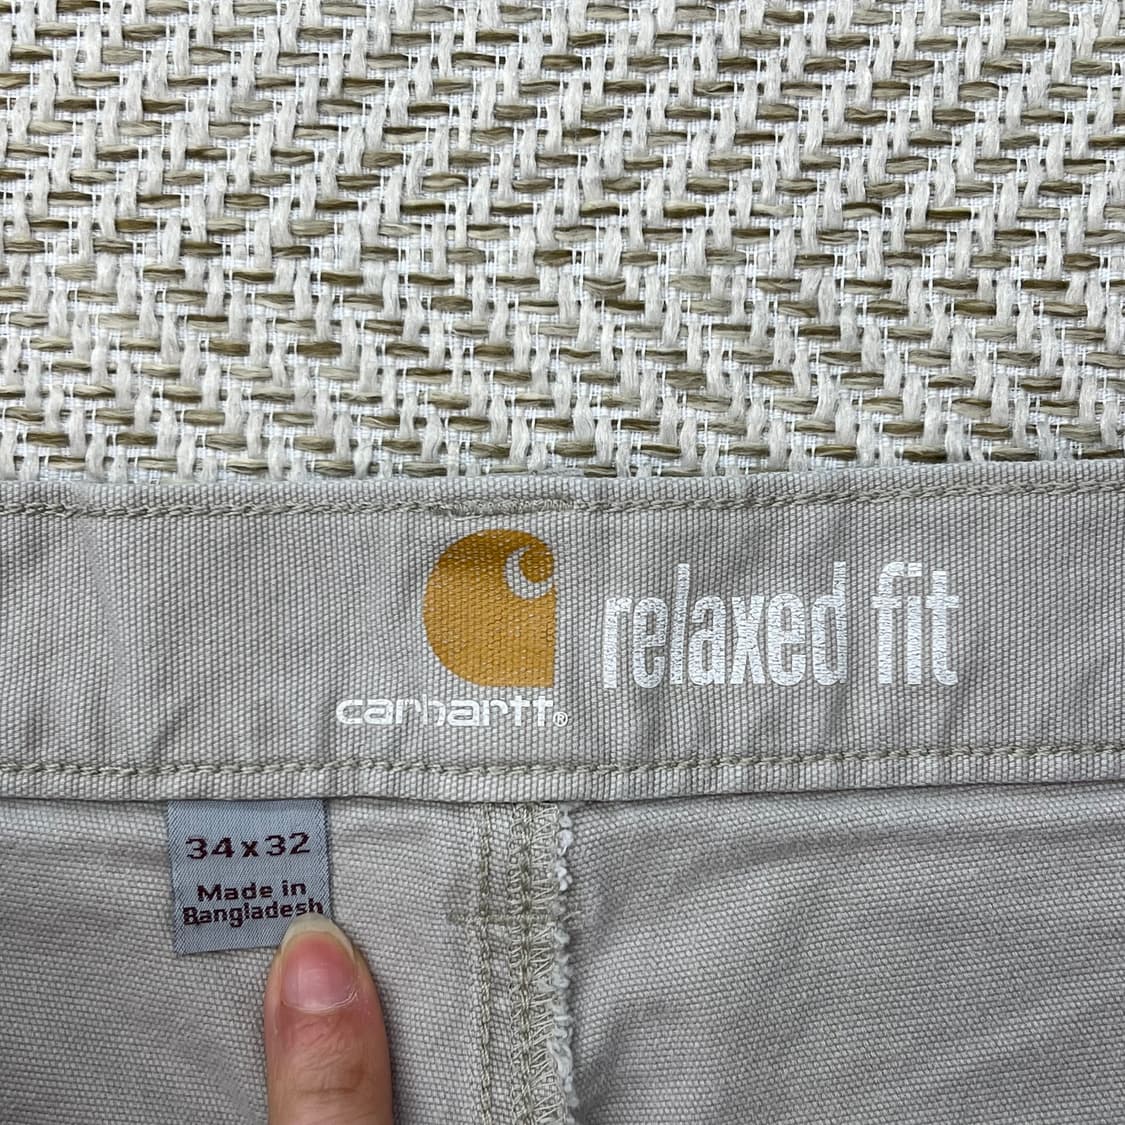 relaxed fit
carhartt®
34x32
Made in
Bangladesh